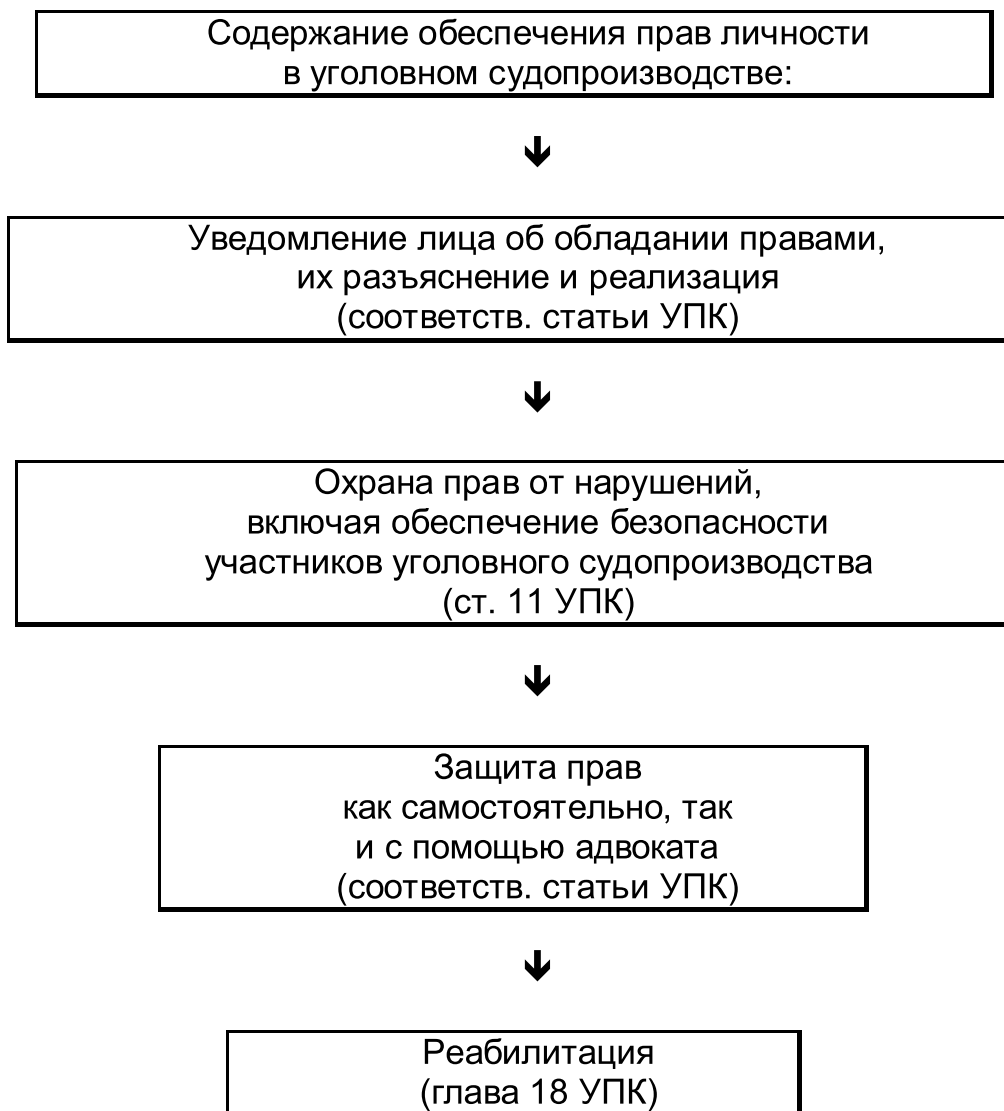 Содержание обеспечения прав личности
в уголовном судопроизводстве:
Уведомление лица об обладании правами,
их разъяснение и реализация
(соответств. статьи УПК)
Охрана прав от нарушений,
включая обеспечение безопасности
участников уголовного судопроизводства
(ст. 11 УПК)
Защита прав
как самостоятельно, так
и с помощью адвоката
(соответств. статьи УПК)
Реабилитация
(глава 18 УПК)